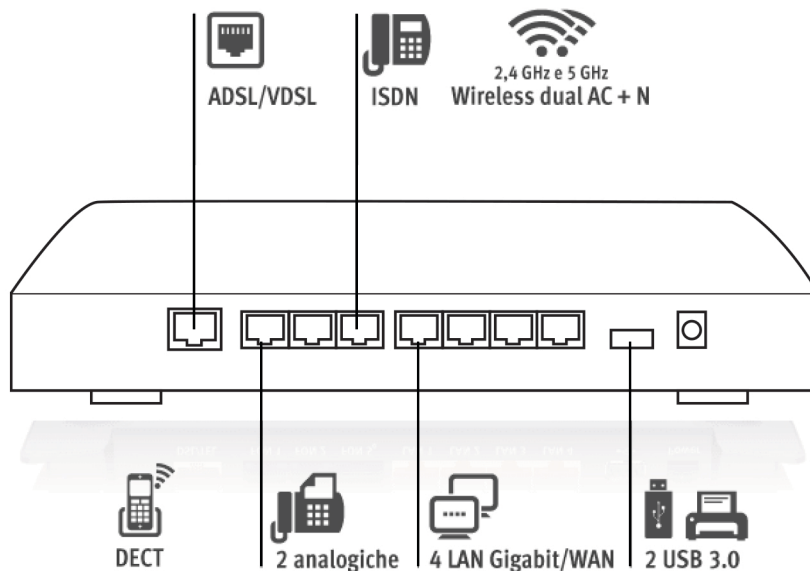 ADSL/VDSL
ISDN
2,4 GHz e 5 GHz
Wireless dual AC + N
DECT
2 analogiche
4 LAN Gigabit/WAN
2 USB 3.0